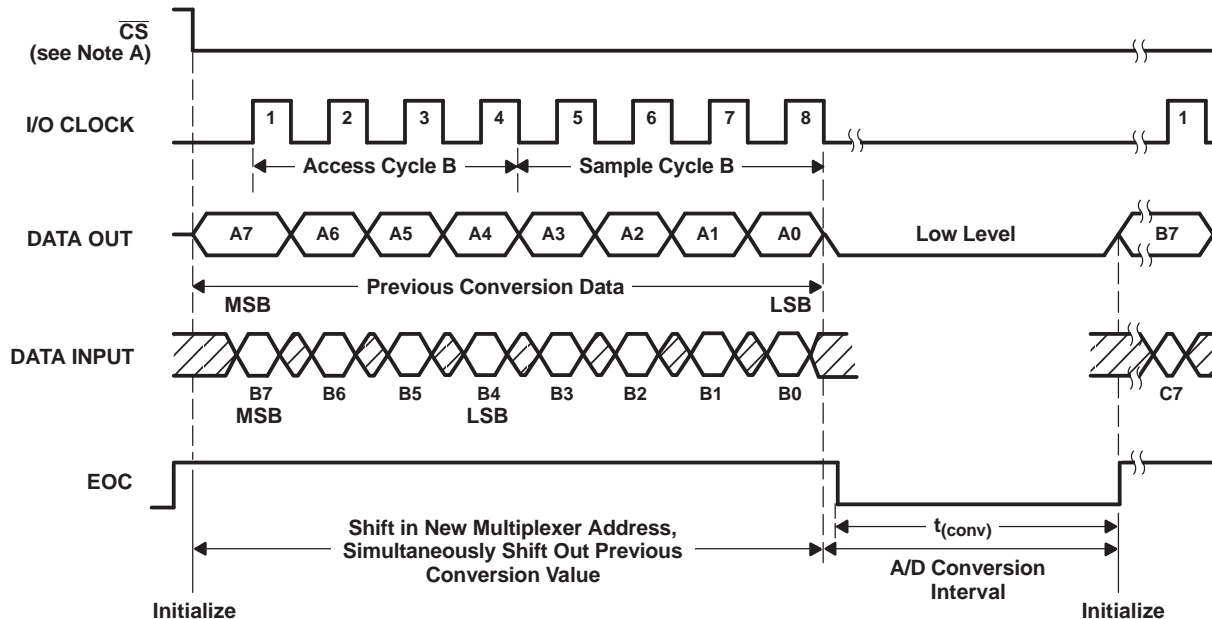 CS
(see Note A)
I/O CLOCK
1 2 3 4 5 6 7 8 1
Access Cycle B Sample Cycle B
DATA OUT
A7 A6 A5 A4 A3 A2 A1 A0 Low Level B7
Previous Conversion Data
MSB LSB
DATA INPUT
B7 B6 B5 B4 B3 B2 B1 B0 C7
MSB LSB
EOC
Shift in New Multiplexer Address,
Simultaneously Shift Out Previous
Conversion Value
t(conv)
A/D Conversion
Interval
Initialize Initialize